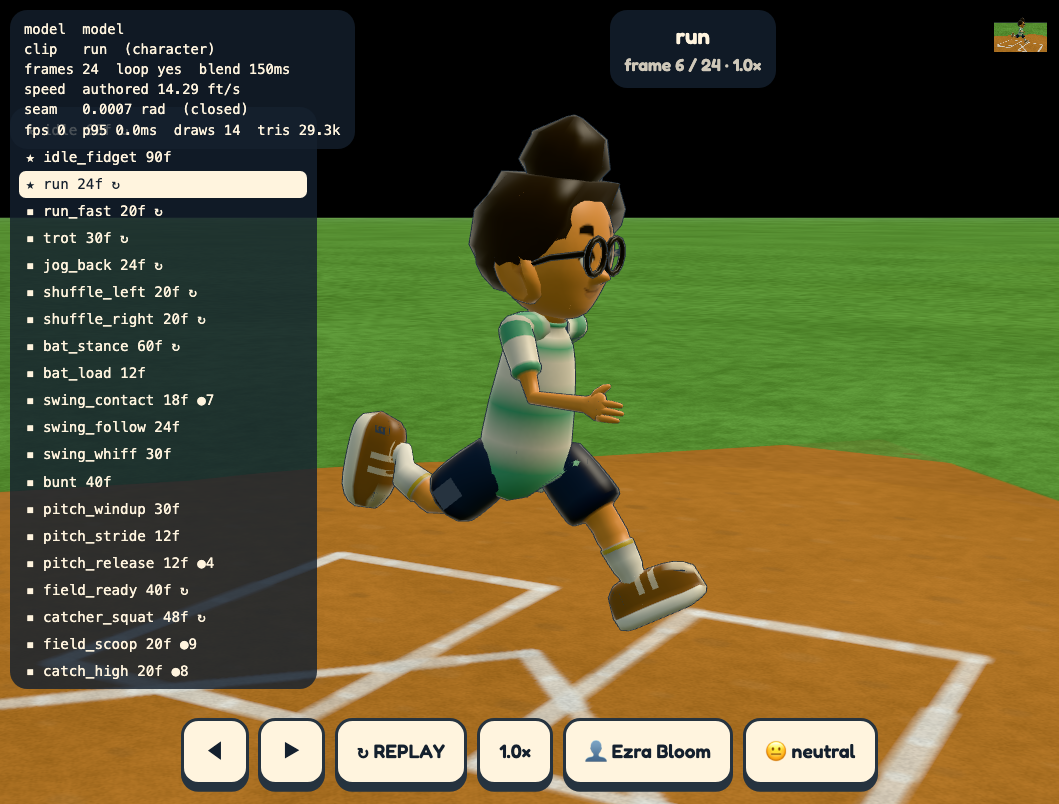 model model
clip run (character)
frames 24 loop yes blend 150ms
speed authored 14.29 ft/s
seam 0.0007 rad (closed)
fps 0 p95 0.0ms draws 14 tris 29.3k
★ idle_fidget 90f
★ run 24f ↻
▪ run_fast 20f ↻
▪ trot 30f ↻
▪ jog_back 24f ↻
▪ shuffle_left 20f ↻
▪ shuffle_right 20f ↻
▪ bat_stance 60f ↻
▪ bat_load 12f
▪ swing_contact 18f ●7
▪ swing_follow 24f
▪ swing_whiff 30f
▪ bunt 40f
▪ pitch_windup 30f
▪ pitch_stride 12f
▪ pitch_release 12f ●4
▪ field_ready 40f ↻
▪ catcher_squat 48f ↻
▪ field_scoop 20f ●9
▪ catch_high 20f ●8
run
frame 6 / 24 · 1.0×
◀ ▶ ↻ REPLAY 1.0× 👤 Ezra Bloom 😐 neutral